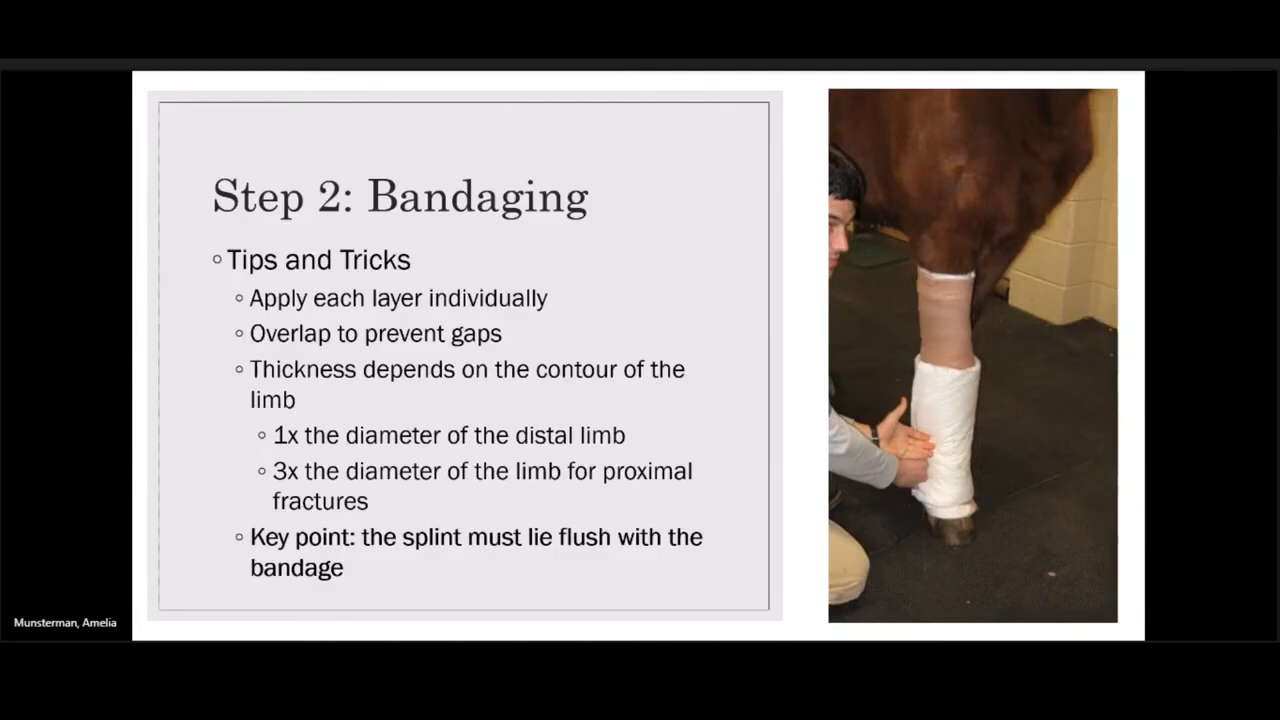 Step 2: Bandaging
Tips and Tricks
Apply each layer individually
Overlap to prevent gaps
Thickness depends on the contour of the
limb
1x the diameter of the distal limb
3x the diameter of the limb for proximal
fractures
Key point: the splint must lie flush with the
bandage
Munsterman, Amelia